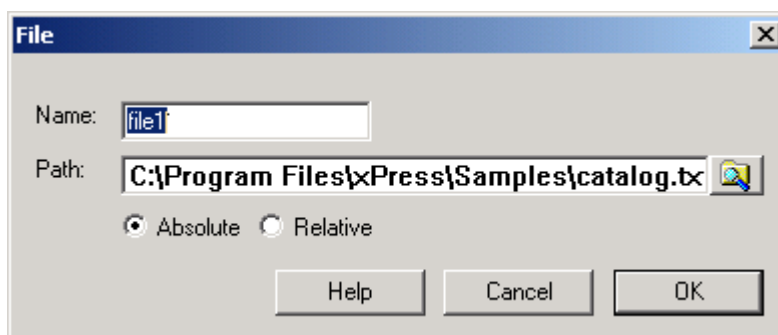 File
Name: file1
Path: C:\Program Files\xPress\Samples\catalog.tx
Absolute Relative
Help Cancel OK